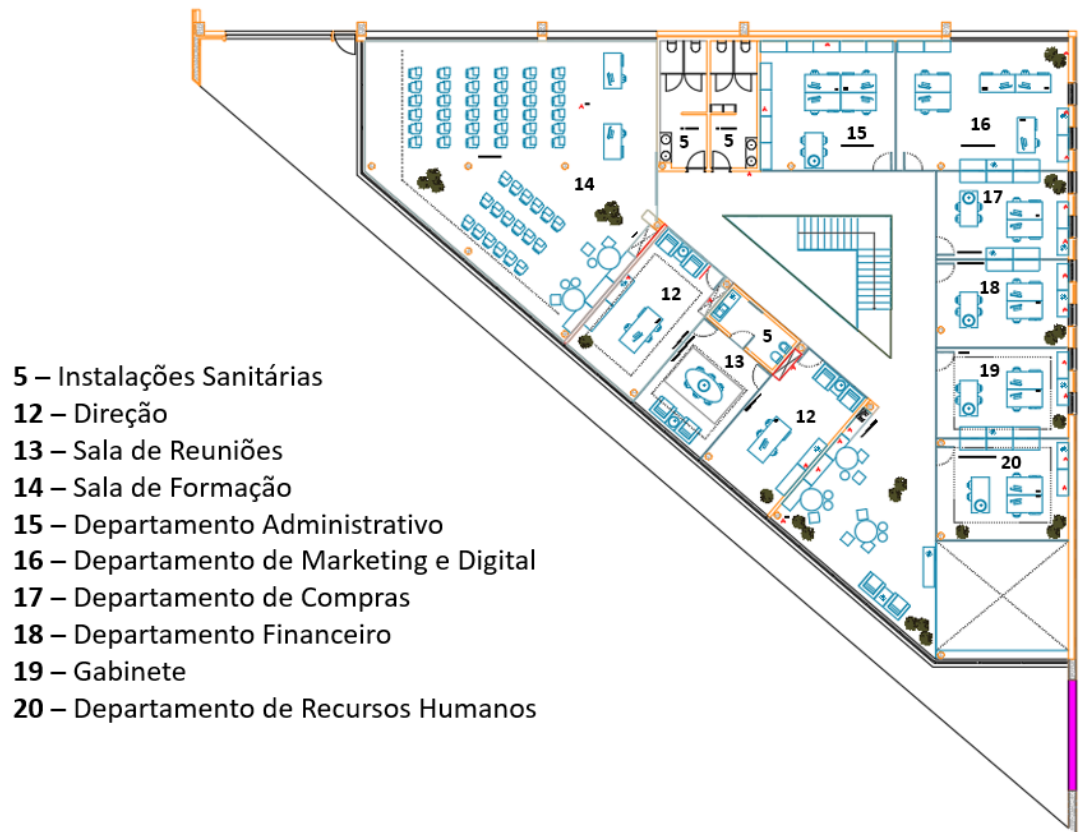 15
16
5
5
14
17
12
18
5
13
19
12
20
5 – Instalações Sanitárias
12 – Direção
13 – Sala de Reuniões
14 – Sala de Formação
15 – Departamento Administrativo
16 – Departamento de Marketing e Digital
17 – Departamento de Compras
18 – Departamento Financeiro
19 – Gabinete
20 – Departamento de Recursos Humanos